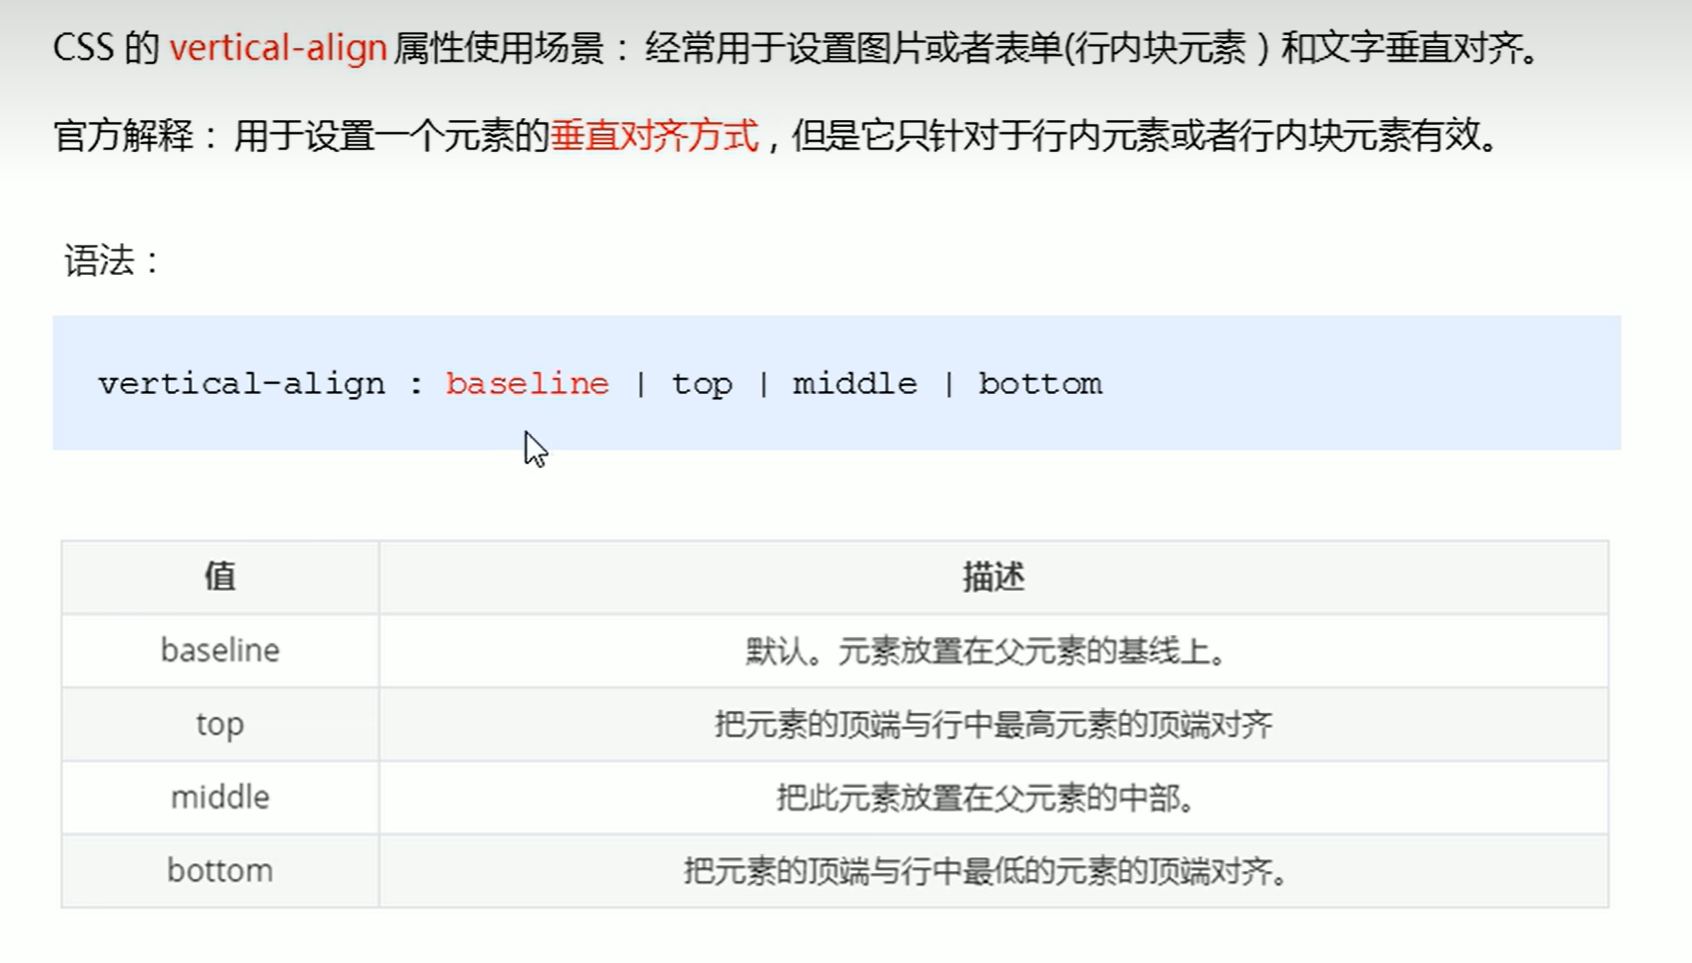 CSS 的 vertical-align 属性使用场景： 经常用于设置图片或者表单(行内块元素 ) 和文字垂直对齐。
官方解释： 用于设置一个元素的垂直对齐方式，但是它只针对于行内元素或者行内块元素有效。
语法：
vertical-align : baseline | top | middle | bottom
值 描述
baseline 默认。元素放置在父元素的基线上。
top 把元素的顶端与行中最高元素的顶端对齐
middle 把此元素放置在父元素的中部。
bottom 把元素的顶端与行中最低的元素的顶端对齐。